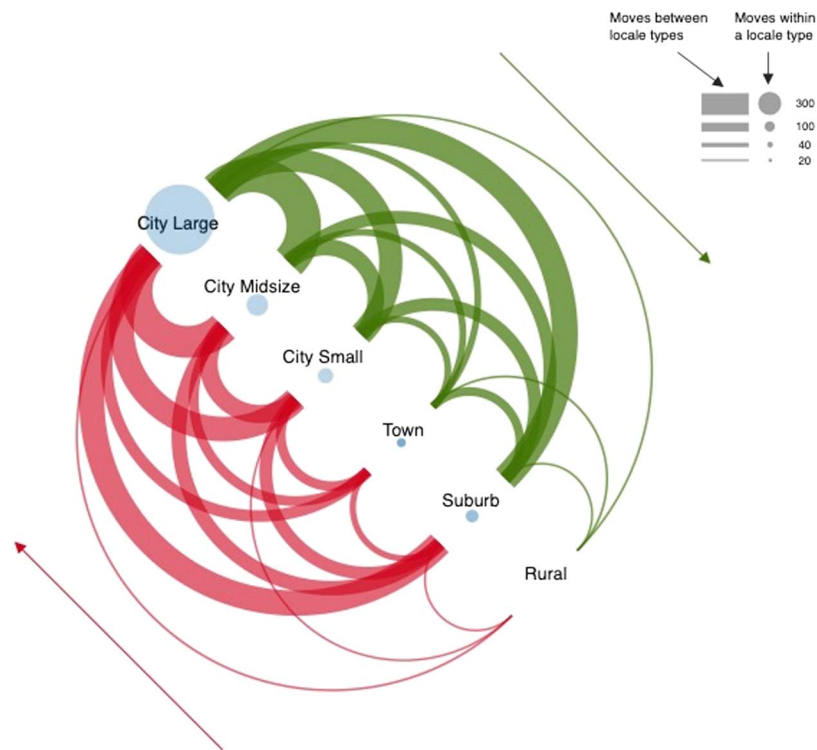 Moves between
locale types
Moves within
a locale type
300
100
40
20
City Large
City Midsize
City Small
Town
Suburb
Rural